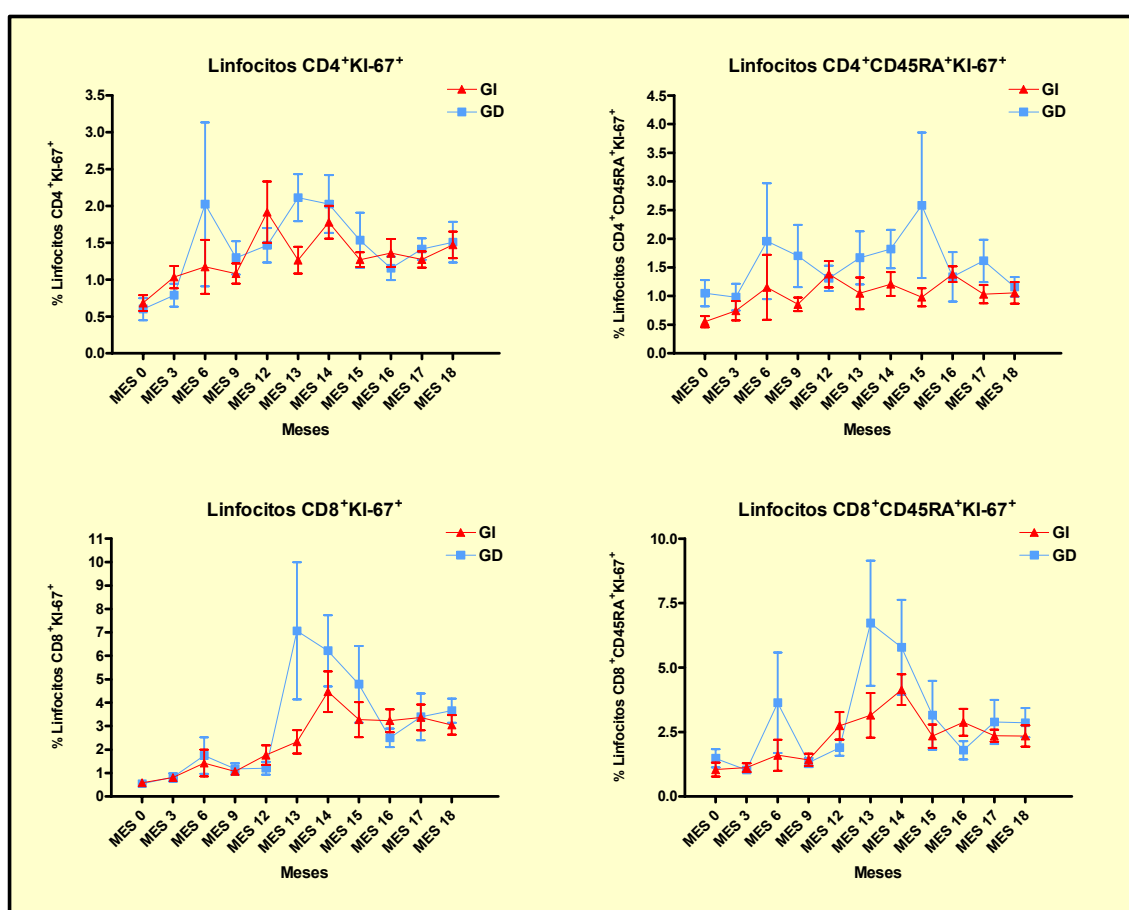 Linfocitos CD4⁺KI-67⁺
GI
GD
% Linfocitos CD4 ⁺KI-67⁺
3.5
3.0
2.5
2.0
1.5
1.0
0.5
0.0
MES 0 MES 3 MES 6 MES 9 MES 12 MES 13 MES 14 MES 15 MES 16 MES 17 MES 18
Meses
Linfocitos CD4⁺CD45RA⁺KI-67⁺
GI
GD
% Linfocitos CD4⁺CD45RA⁺KI-67⁺
4.5
4.0
3.5
3.0
2.5
2.0
1.5
1.0
0.5
0.0
MES 0 MES 3 MES 6 MES 9 MES 12 MES 13 MES 14 MES 15 MES 16 MES 17 MES 18
Meses
Linfocitos CD8⁺KI-67⁺
GI
GD
% Linfocitos CD8⁺KI-67⁺
11
10
9
8
7
6
5
4
3
2
1
0
MES 0 MES 3 MES 6 MES 9 MES 12 MES 13 MES 14 MES 15 MES 16 MES 17 MES 18
Meses
Linfocitos CD8⁺CD45RA⁺KI-67⁺
GI
GD
% Linfocitos CD8⁺CD45RA⁺KI-67⁺
10.0
7.5
5.0
2.5
0.0
MES 0 MES 3 MES 6 MES 9 MES 12 MES 13 MES 14 MES 15 MES 16 MES 17 MES 18
Meses